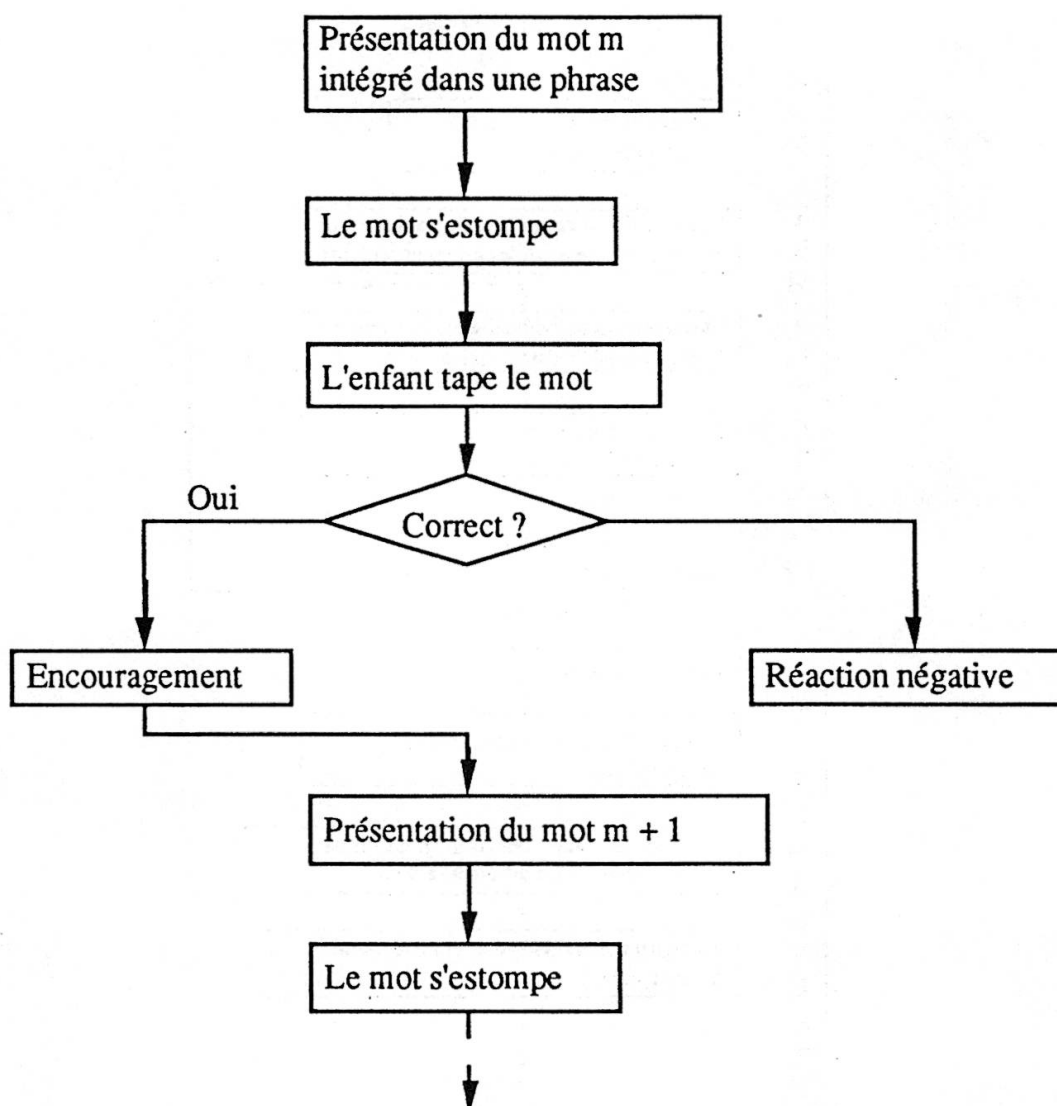 Présentation du mot m
intégré dans une phrase
Le mot s'estompe
L'enfant tape le mot
Oui
Correct ?
Encouragement
Réaction négative
Présentation du mot m + 1
Le mot s'estompe